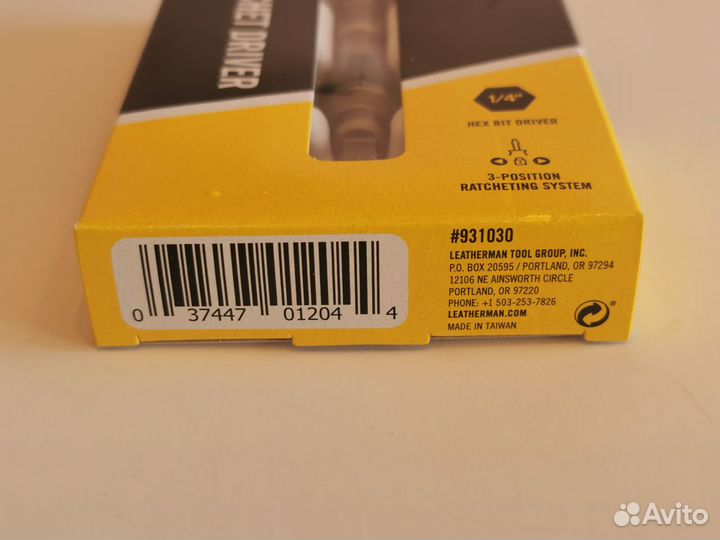 DRIVER
1/4"
HEX BIT DRIVER
3-POSITION
RATCHETING SYSTEM
0 37447 01204 4
#931030
LEATHERMAN TOOL GROUP, INC.
P.O. BOX 20595 / PORTLAND, OR 97294
12106 NE AINSWORTH CIRCLE
PORTLAND, OR 97220
PHONE: +1 503-253-7826
LEATHERMAN.COM
MADE IN TAIWAN
Avito